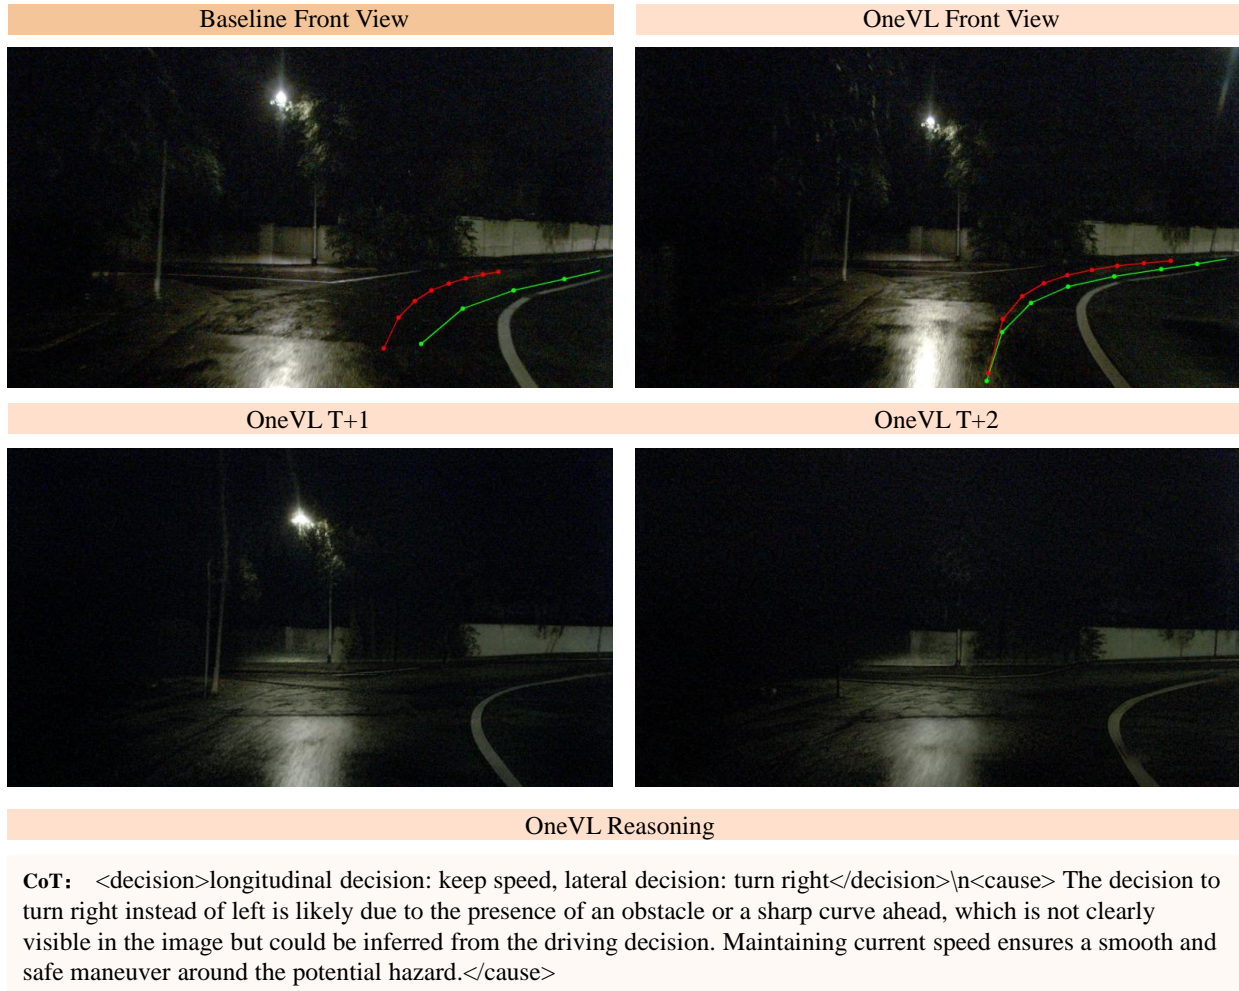 Baseline Front View
OneVL Front View
OneVL T+1
OneVL T+2
OneVL Reasoning
CoT: <decision>longitudinal decision: keep speed, lateral decision: turn right</decision>\n<cause> The decision to
turn right instead of left is likely due to the presence of an obstacle or a sharp curve ahead, which is not clearly
visible in the image but could be inferred from the driving decision. Maintaining current speed ensures a smooth and
safe maneuver around the potential hazard.</cause>